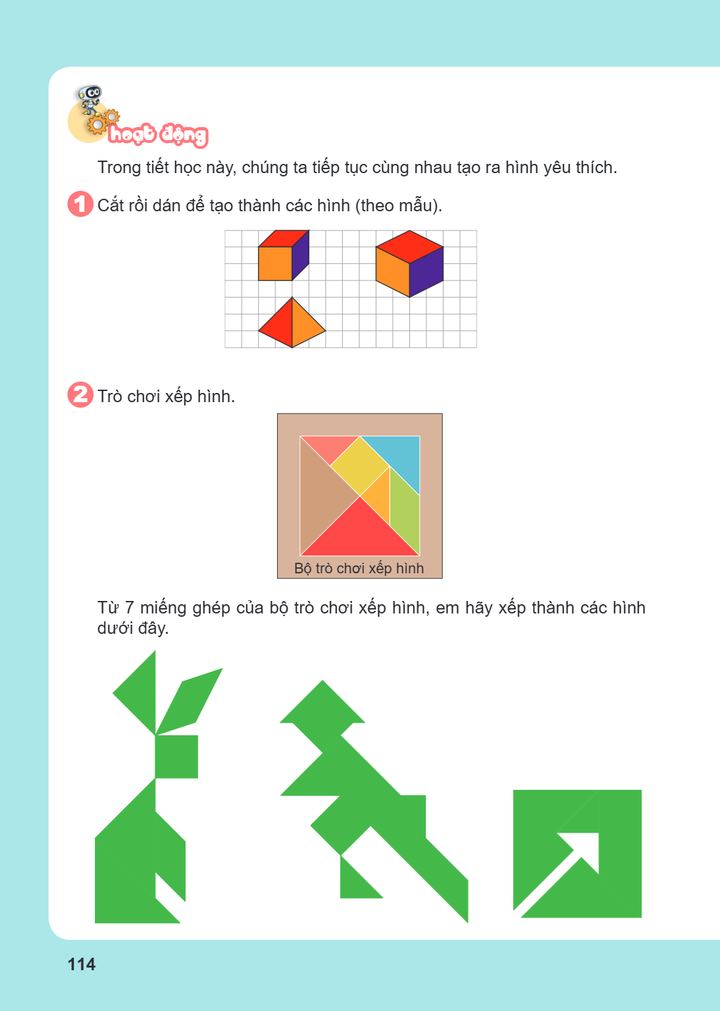 hoạt động
Trong tiết học này, chúng ta tiếp tục cùng nhau tạo ra hình yêu thích.
1 Cắt rồi dán để tạo thành các hình (theo mẫu).
2 Trò chơi xếp hình.
Bộ trò chơi xếp hình
Từ 7 miếng ghép của bộ trò chơi xếp hình, em hãy xếp thành các hình
dưới đây.
114